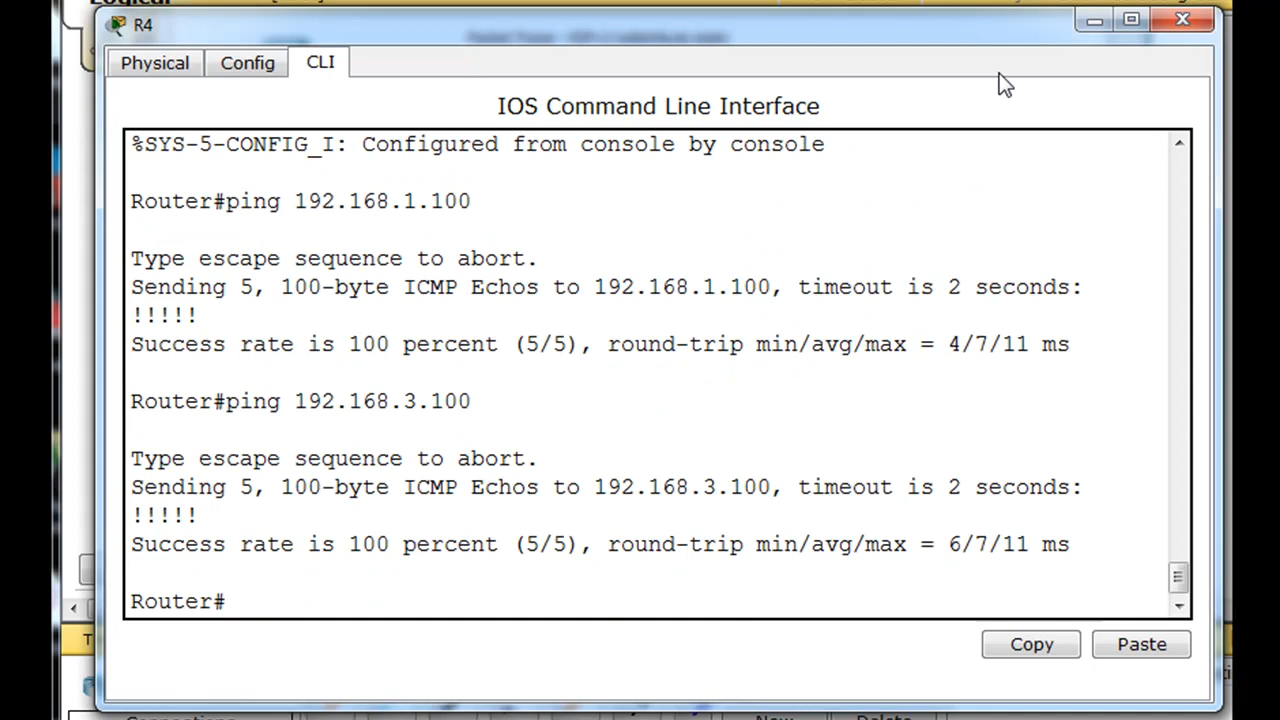 R4
Physical
Config
CLI
IOS Command Line Interface
%SYS-5-CONFIG_I: Configured from console by console
Router#ping 192.168.1.100
Type escape sequence to abort.
Sending 5, 100-byte ICMP Echos to 192.168.1.100, timeout is 2 seconds:
!!!!!
Success rate is 100 percent (5/5), round-trip min/avg/max = 4/7/11 ms
Router#ping 192.168.3.100
Type escape sequence to abort.
Sending 5, 100-byte ICMP Echos to 192.168.3.100, timeout is 2 seconds:
!!!!!
Success rate is 100 percent (5/5), round-trip min/avg/max = 6/7/11 ms
Router#
Copy
Paste